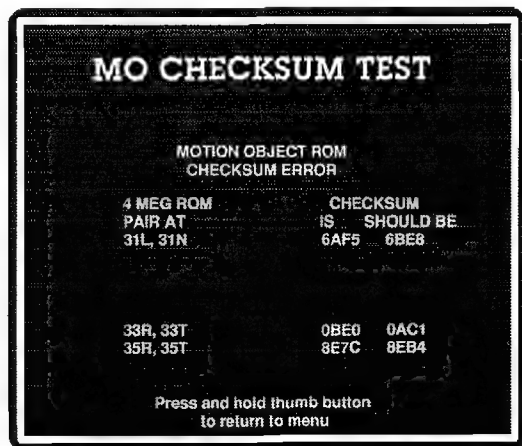 MO CHECKSUM TEST
MOTION OBJECT ROM
CHECKSUM ERROR
4 MEG ROM CHECKSUM
PAIR AT IS SHOULD BE
31L, 31N 6AF5 6BE8
33R, 33T 0BE0 0AC1
35R, 35T 8E7C 8EB4
Press and hold thumb button
to return to menu